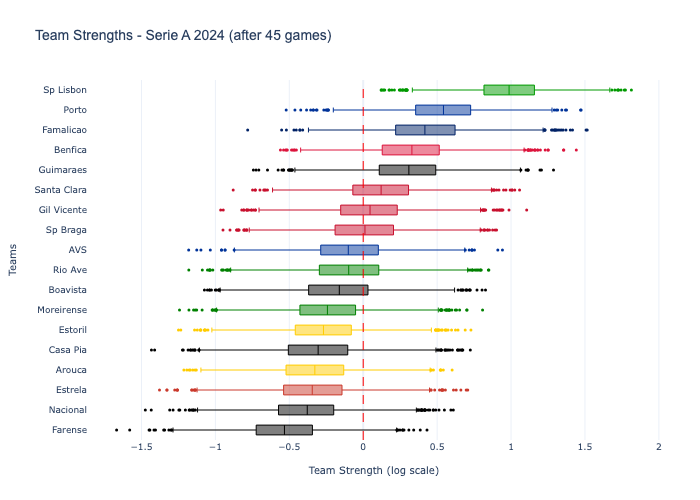 Team Strengths - Serie A 2024 (after 45 games)
Sp Lisbon
Porto
Famalicao
Benfica
Guimaraes
Santa Clara
Gil Vicente
Sp Braga
AVS
Rio Ave
Boavista
Moreirense
Estoril
Casa Pia
Arouca
Estrela
Nacional
Farense
Teams
−1.5 −1 −0.5 0 0.5 1 1.5 2
Team Strength (log scale)